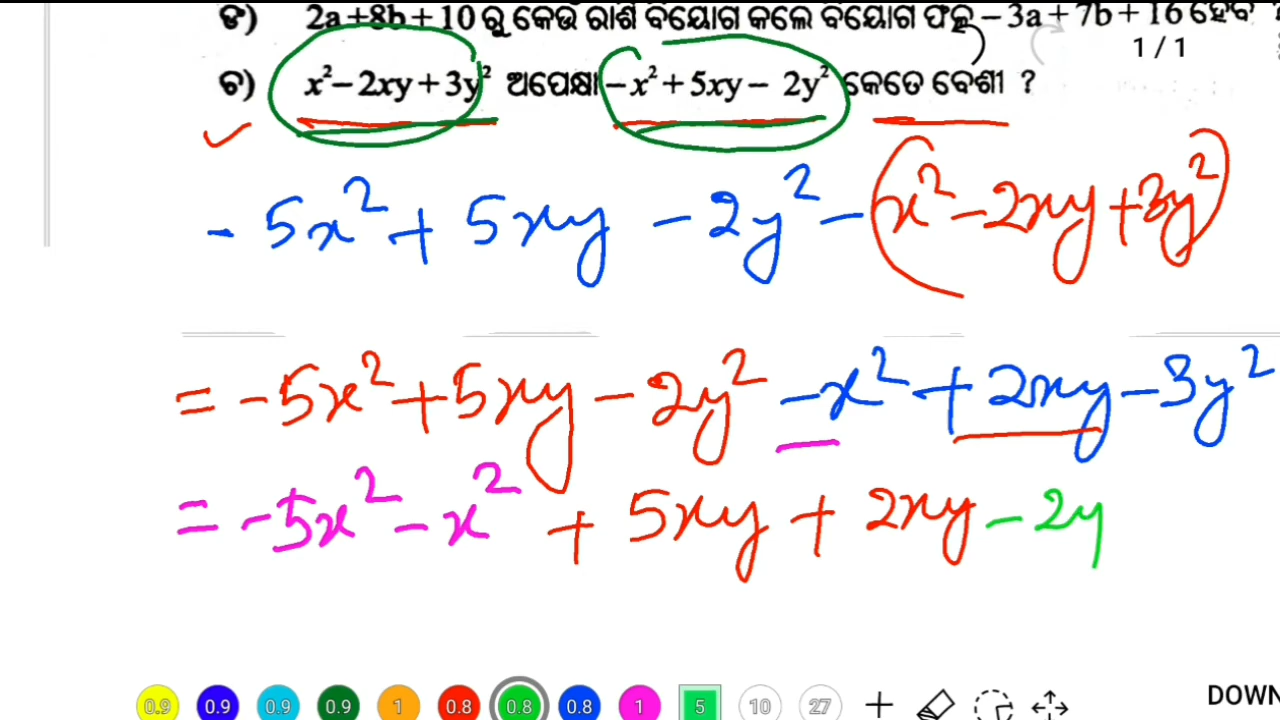 ଙ) 2a+8b+10 ରୁ କେଉଁ ରାଶି ବିୟୋଗ କଲେ ବିୟୋଗ ଫଳ – 3a + 7b + 16 ହେବ ?
1 / 1
ଚ) x² – 2xy + 3y² ଅପେକ୍ଷା – x² + 5xy – 2y² କେତେ ବେଶୀ ?
- 5x² + 5xy - 2y² - (x² - 2xy + 3y²)
= -5x² + 5xy - 2y² - x² + 2xy - 3y²
= -5x² - x² + 5xy + 2xy - 2y
0.9 0.9 0.9 0.9 1 0.8 0.8 0.8 1 5 10 27
DOWN